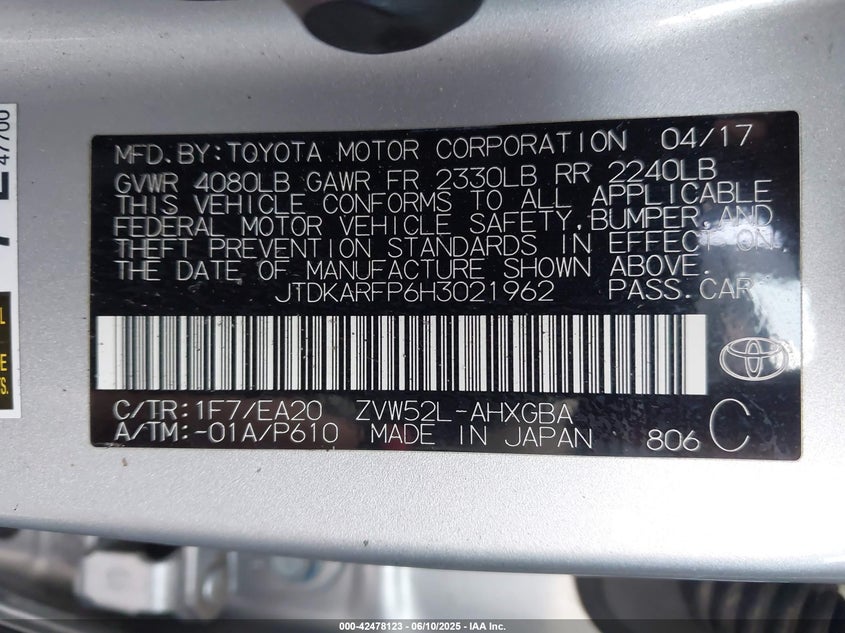 47700
MFD.BY:TOYOTA MOTOR CORPORATION 04/17
GVWR 4080LB GAWR FR 2330LB RR 2240LB
THIS VEHICLE CONFORMS TO ALL APPLICABLE
FEDERAL MOTOR VEHICLE SAFETY,BUMPER,AND
THEFT PREVENTION STANDARDS IN EFFECT ON
THE DATE OF MANUFACTURE SHOWN ABOVE.
JTDKARFP6H3021962 PASS.CAR
C/TR:1F7/EA20 ZVW52L-AHXGBA
A/TM:-01A/P610 MADE IN JAPAN 806 C
000-42478123 - 06/10/2025 - IAA Inc.